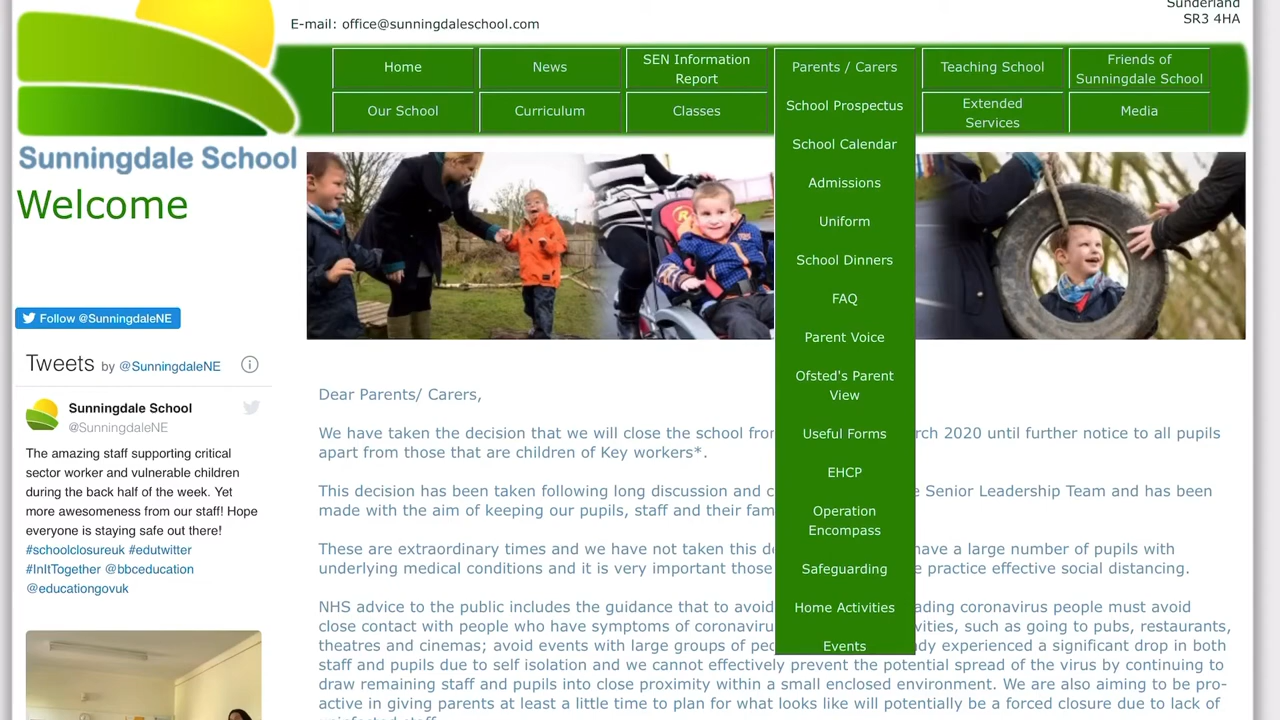 Sunderland
E-mail: office@sunningdaleschool.com
SR3 4HA
Home
News
SEN Information
Report
Parents / Carers
Teaching School
Friends of
Sunningdale School
Our School
Curriculum
Classes
Extended
Services
Media
School Prospectus
School Calendar
Admissions
Uniform
School Dinners
FAQ
Parent Voice
Ofsted's Parent
View
Useful Forms
EHCP
Operation
Encompass
Safeguarding
Home Activities
Events
Sunningdale School
Welcome
Follow @SunningdaleNE
Tweets by @SunningdaleNE
Sunningdale School
@SunningdaleNE
The amazing staff supporting critical
sector worker and vulnerable children
during the back half of the week. Yet
more awesomeness from our staff! Hope
everyone is staying safe out there!
#schoolclosureuk #edutwitter
#InItTogether @bbceducation
@educationgovuk
Dear Parents/ Carers,
We have taken the decision that we will close the school 2020 until further notice to all pupils
apart from those that are children of Key workers*.
This decision has been taken following long discussion and Senior Leadership Team and has been
made with the aim of keeping our pupils, staff and their
These are extraordinary times and we have not taken this have a large number of pupils with
underlying medical conditions and it is very important those practice effective social distancing.
NHS advice to the public includes the guidance that to avoid coronavirus people must avoid
close contact with people who have symptoms of such as going to pubs, restaurants,
theatres and cinemas; avoid events with large groups of experienced a significant drop in both
staff and pupils due to self isolation and we cannot effectively prevent the potential spread of the virus by continuing to
draw remaining staff and pupils into close proximity within a small enclosed environment. We are also aiming to be pro-
active in giving parents at least a little time to plan for what looks like will potentially be a forced closure due to lack of